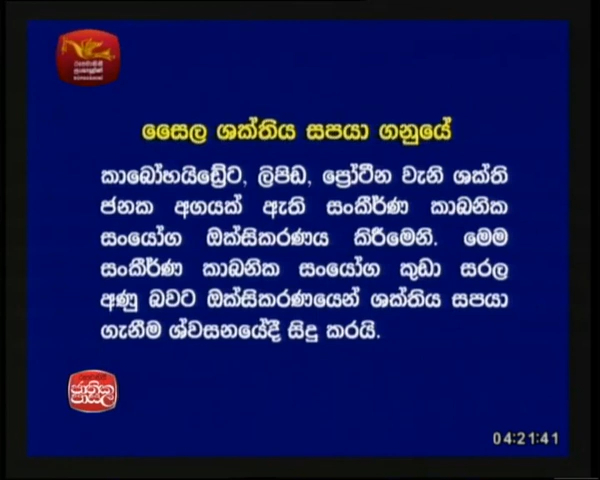 සෛල ශක්තිය සපයා ගනුයේ
කාබෝහයිඩ්‍රේට, ලිපිඩ, ප්‍රෝටීන වැනි ශක්ති
ජනක අගයක් ඇති සංකීර්ණ කාබනික
සංයෝග ඔක්සිකරණය කිරීමෙනි. මෙම
සංකීර්ණ කාබනික සංයෝග කුඩා සරල
අණු බවට ඔක්සිකරණයෙන් ශක්තිය සපයා
ගැනීම ශ්වසනයේදී සිදු කරයි.
ජාතික
පාසල
04:21:41